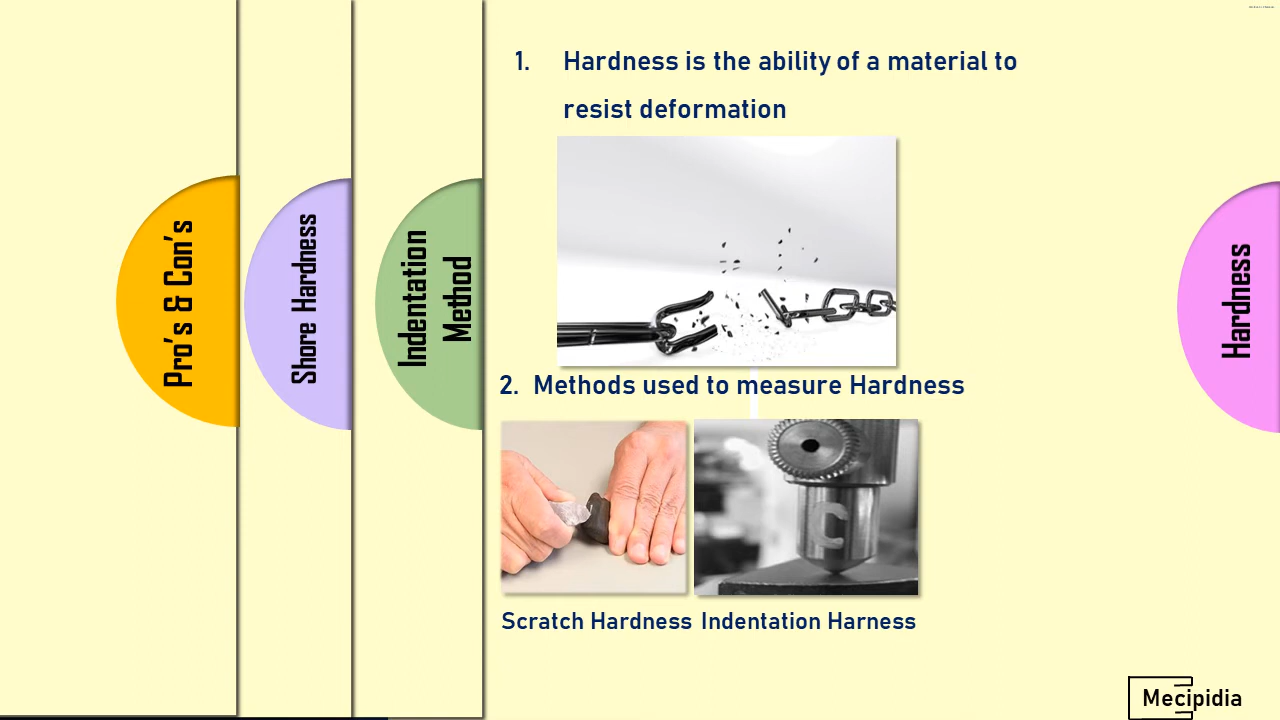 1. Hardness is the ability of a material to
resist deformation
Pro's & Con's
Shore Hardness
Indentation
Method
Hardness
2. Methods used to measure Hardness
C
Scratch Hardness Indentation Harness
Mecipidia